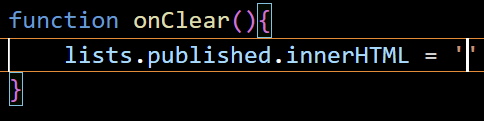 function onClear(){
    lists.published.innerHTML = ''
}